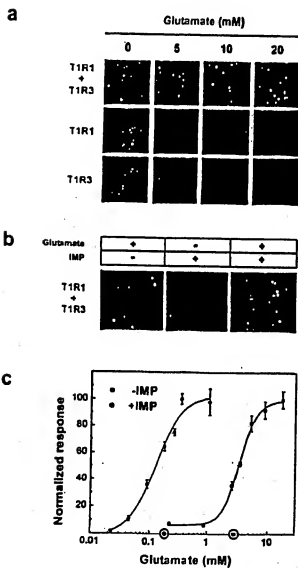 a
Glutamate (mM)
0 5 10 20
T1R1
+
T1R3
T1R1
T1R3
b
Glutamate + - +
IMP - + +
T1R1
+
T1R3
c
Normalized response
100
80
60
40
20
-IMP
+IMP
0.01 0.1 1 10
Glutamate (mM)